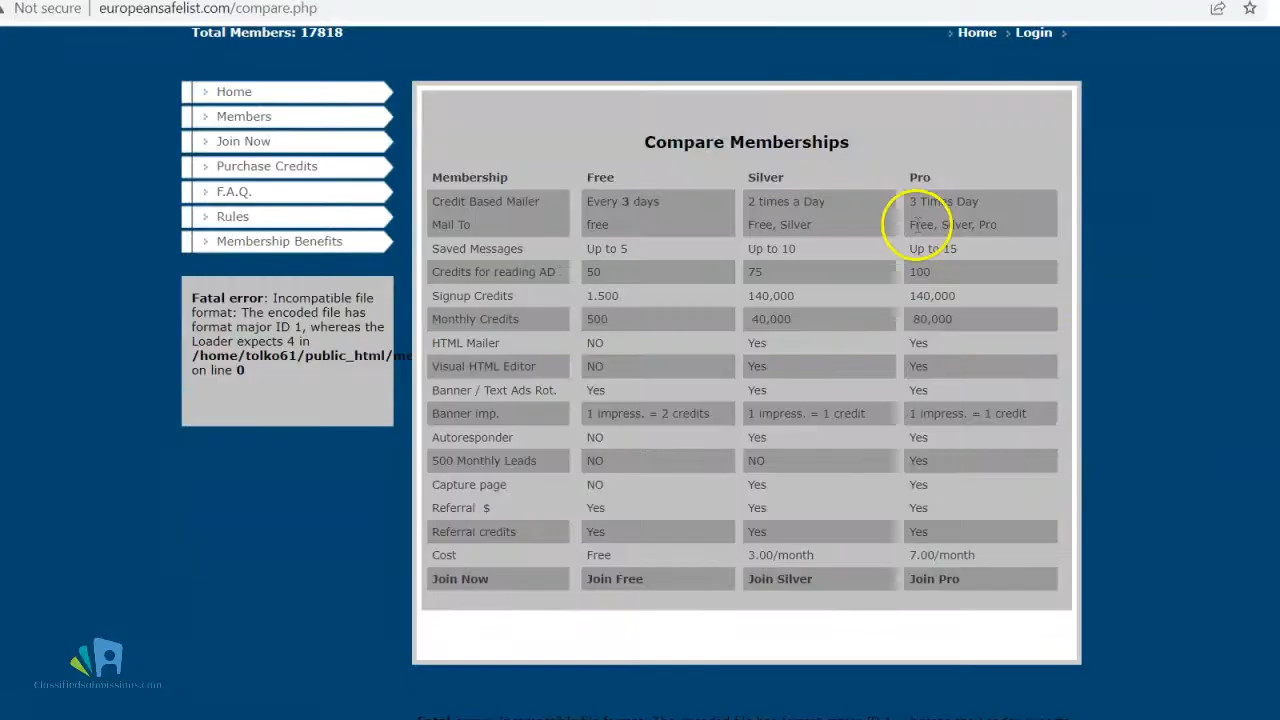 Not secure europeansafelist.com/compare.php
Total Members: 17818
Home Login
Home
Members
Join Now
Purchase Credits
F.A.Q.
Rules
Membership Benefits
Fatal error: Incompatible file
format: The encoded file has
format major ID 1, whereas the
Loader expects 4 in
/home/tolko61/public_html/me
on line 0
Compare Memberships
Membership Free Silver Pro
Credit Based Mailer Every 3 days 2 times a Day 3 Times Day
Mail To free Free, Silver Free, Silver, Pro
Saved Messages Up to 5 Up to 10 Up to 15
Credits for reading AD 50 75 100
Signup Credits 1.500 140,000 140,000
Monthly Credits 500 40,000 80,000
HTML Mailer NO Yes Yes
Visual HTML Editor NO Yes Yes
Banner / Text Ads Rot. Yes Yes Yes
Banner imp. 1 impress. = 2 credits 1 impress. = 1 credit 1 impress. = 1 credit
Autoresponder NO Yes Yes
500 Monthly Leads NO NO Yes
Capture page NO Yes Yes
Referral $ Yes Yes Yes
Referral credits Yes Yes Yes
Cost Free 3.00/month 7.00/month
Join Now Join Free Join Silver Join Pro
Classifiedsubmissions.com